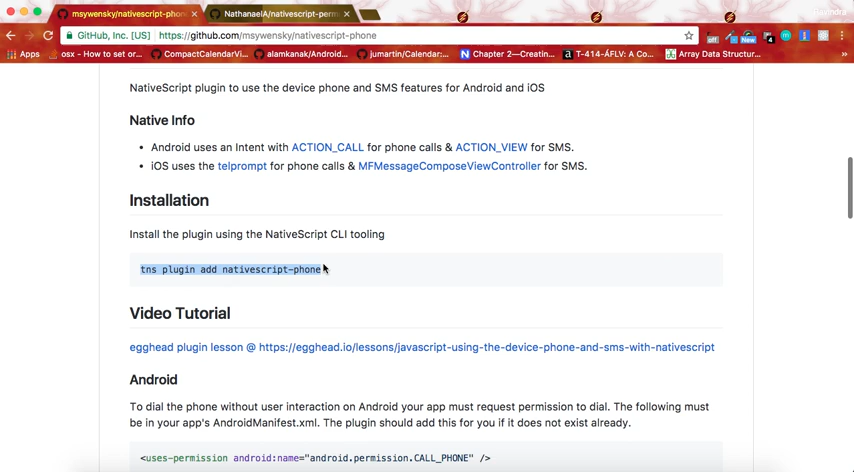 msywensky/nativescript-phon
NathanaelA/nativescript-perm
GitHub, Inc. [US] https://github.com/msywensky/nativescript-phone
off New 4
Apps osx - How to set or... CompactCalendarVi... alamkanak/Android... jumartin/Calendar:... Chapter 2—Creatin... T-414-ÁFLV: A Co... Array Data Structur... »
NativeScript plugin to use the device phone and SMS features for Android and iOS
Native Info
• Android uses an Intent with ACTION_CALL for phone calls & ACTION_VIEW for SMS.
• iOS uses the telprompt for phone calls & MFMessageComposeViewController for SMS.
Installation
Install the plugin using the NativeScript CLI tooling
tns plugin add nativescript-phone
Video Tutorial
egghead plugin lesson @ https://egghead.io/lessons/javascript-using-the-device-phone-and-sms-with-nativescript
Android
To dial the phone without user interaction on Android your app must request permission to dial. The following must
be in your app's AndroidManifest.xml. The plugin should add this for you if it does not exist already.
<uses-permission android:name="android.permission.CALL_PHONE" />